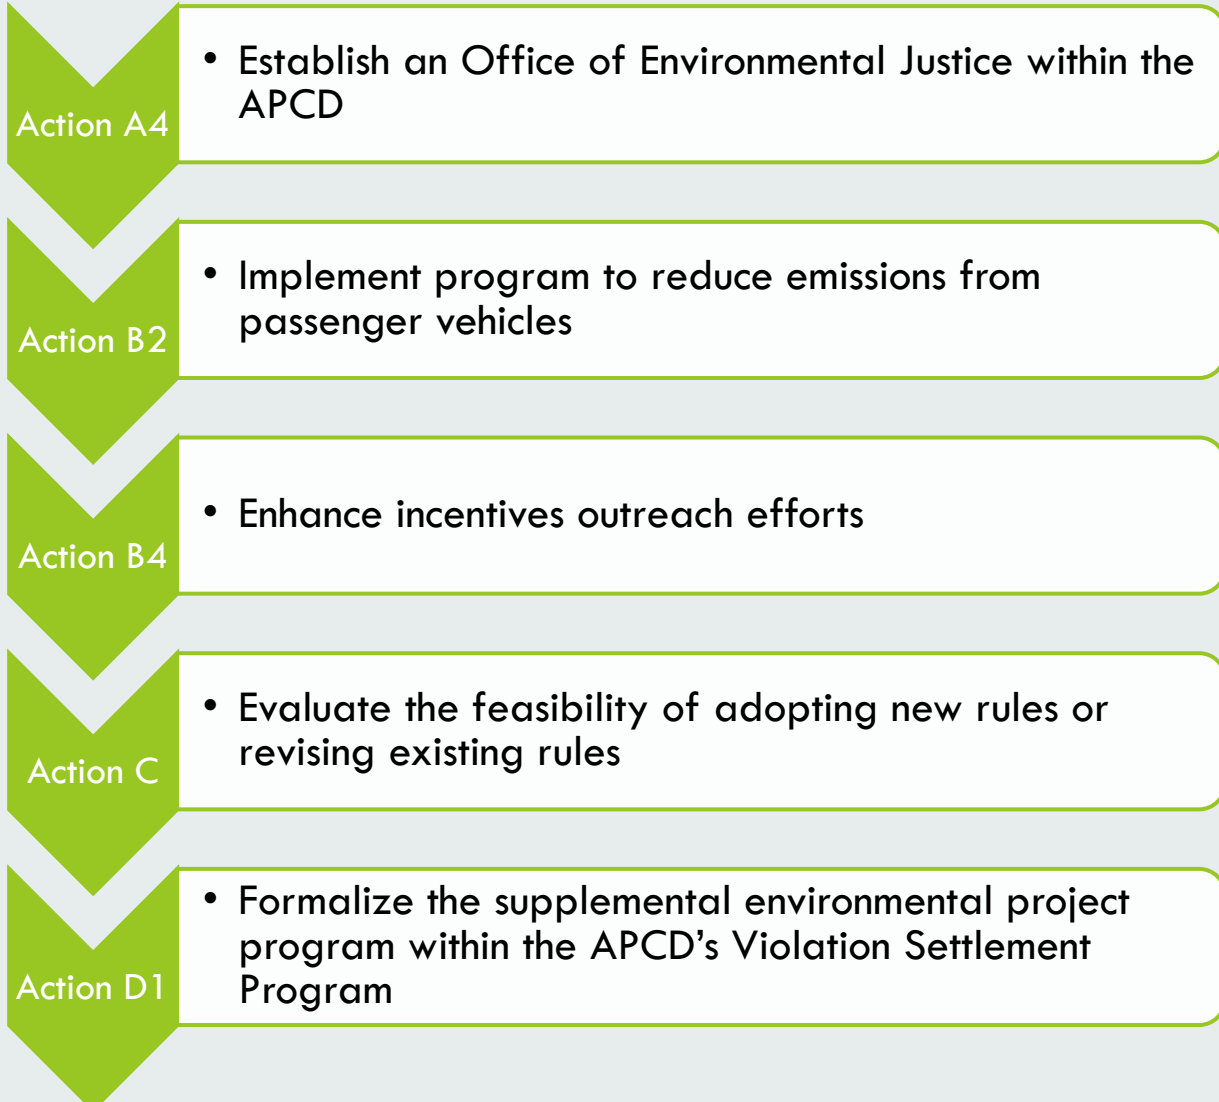 Action A4
• Establish an Office of Environmental Justice within the
APCD
Action B2
• Implement program to reduce emissions from
passenger vehicles
Action B4
• Enhance incentives outreach efforts
Action C
• Evaluate the feasibility of adopting new rules or
revising existing rules
Action D1
• Formalize the supplemental environmental project
program within the APCD’s Violation Settlement
Program